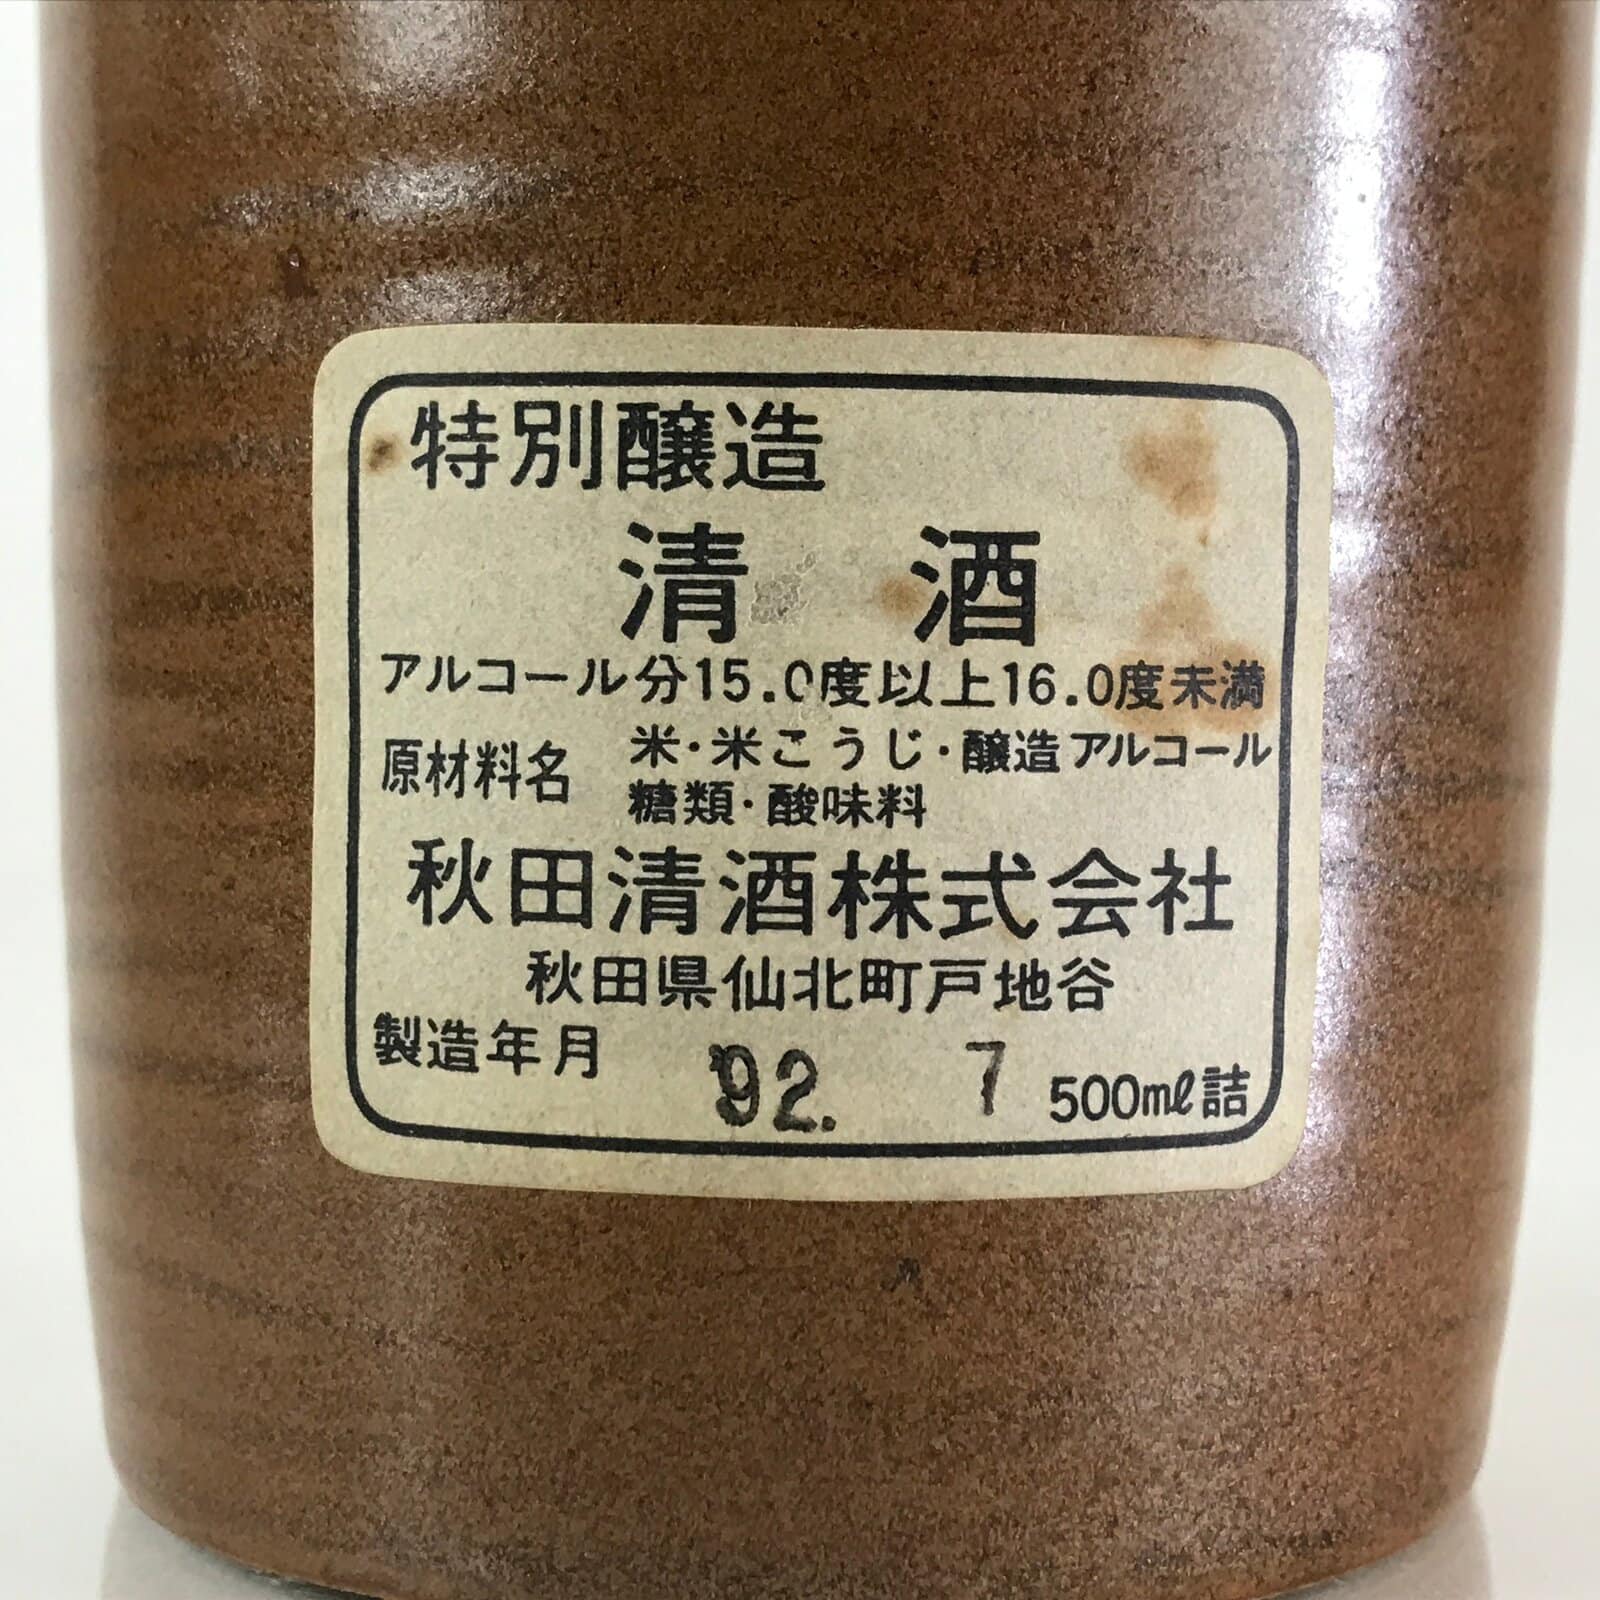 特別醸造
清酒
アルコール分15.0度以上16.0度未満
原材料名 米・米こうじ・醸造アルコール
糖類・酸味料
秋田清酒株式会社
秋田県仙北町戸地谷
製造年月 '92. 7 500mℓ詰